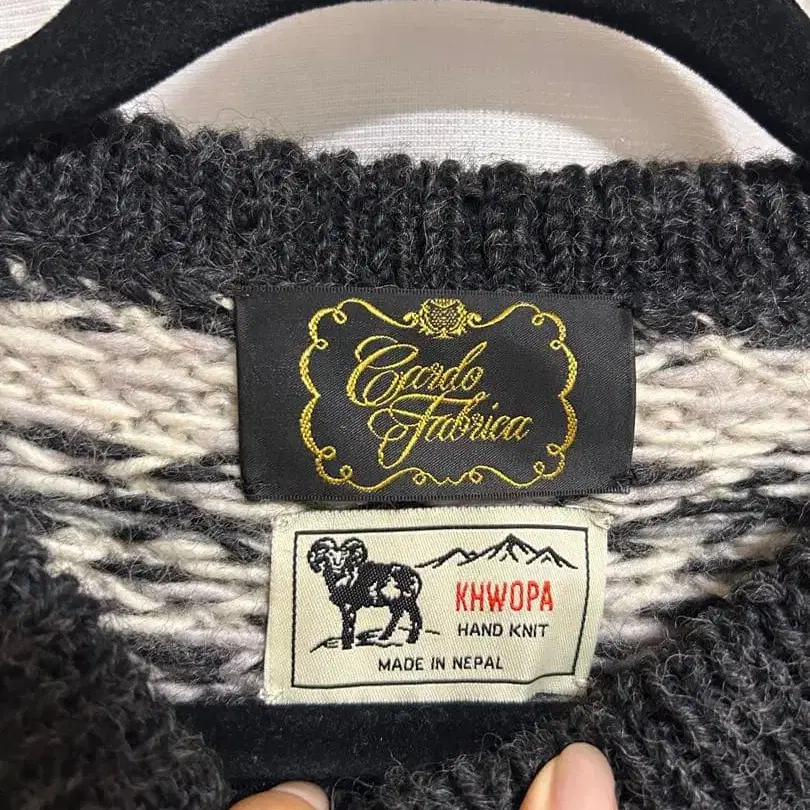 Cardo
Fabrica
KHWOPA
HAND KNIT
MADE IN NEPAL